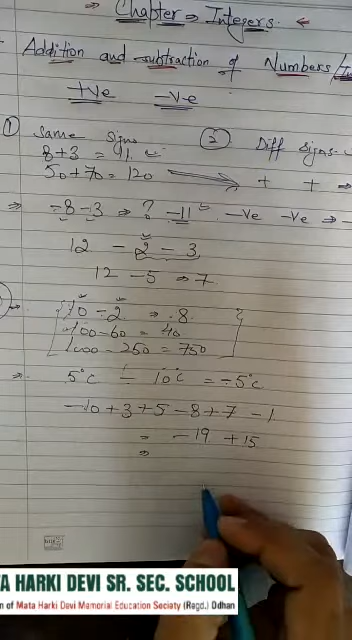 ⇒ Chapter ⇒ Integers. ←
Addition and subtraction of Numbers/
+ve -ve
① Same Signs
② Diff Signs.
8+3 = 11
50+70 = 120
+ + ⇒
⇒ -8-3 ⇒ ? -11 -ve -ve ⇒ -
12 - 2 - 3
12 - 5 ⇒ 7
10 - 2 ⇒ 8
100-60 = 40
1000-250 = 750
⇒ 5°C - 10°C = -5°C
-10+3+5-8+7-1
= -19 +15
⇒
A HARKI DEVI SR. SEC. SCHOOL
n of Mata Harki Devi Memorial Education Society (Regd.) Odhan